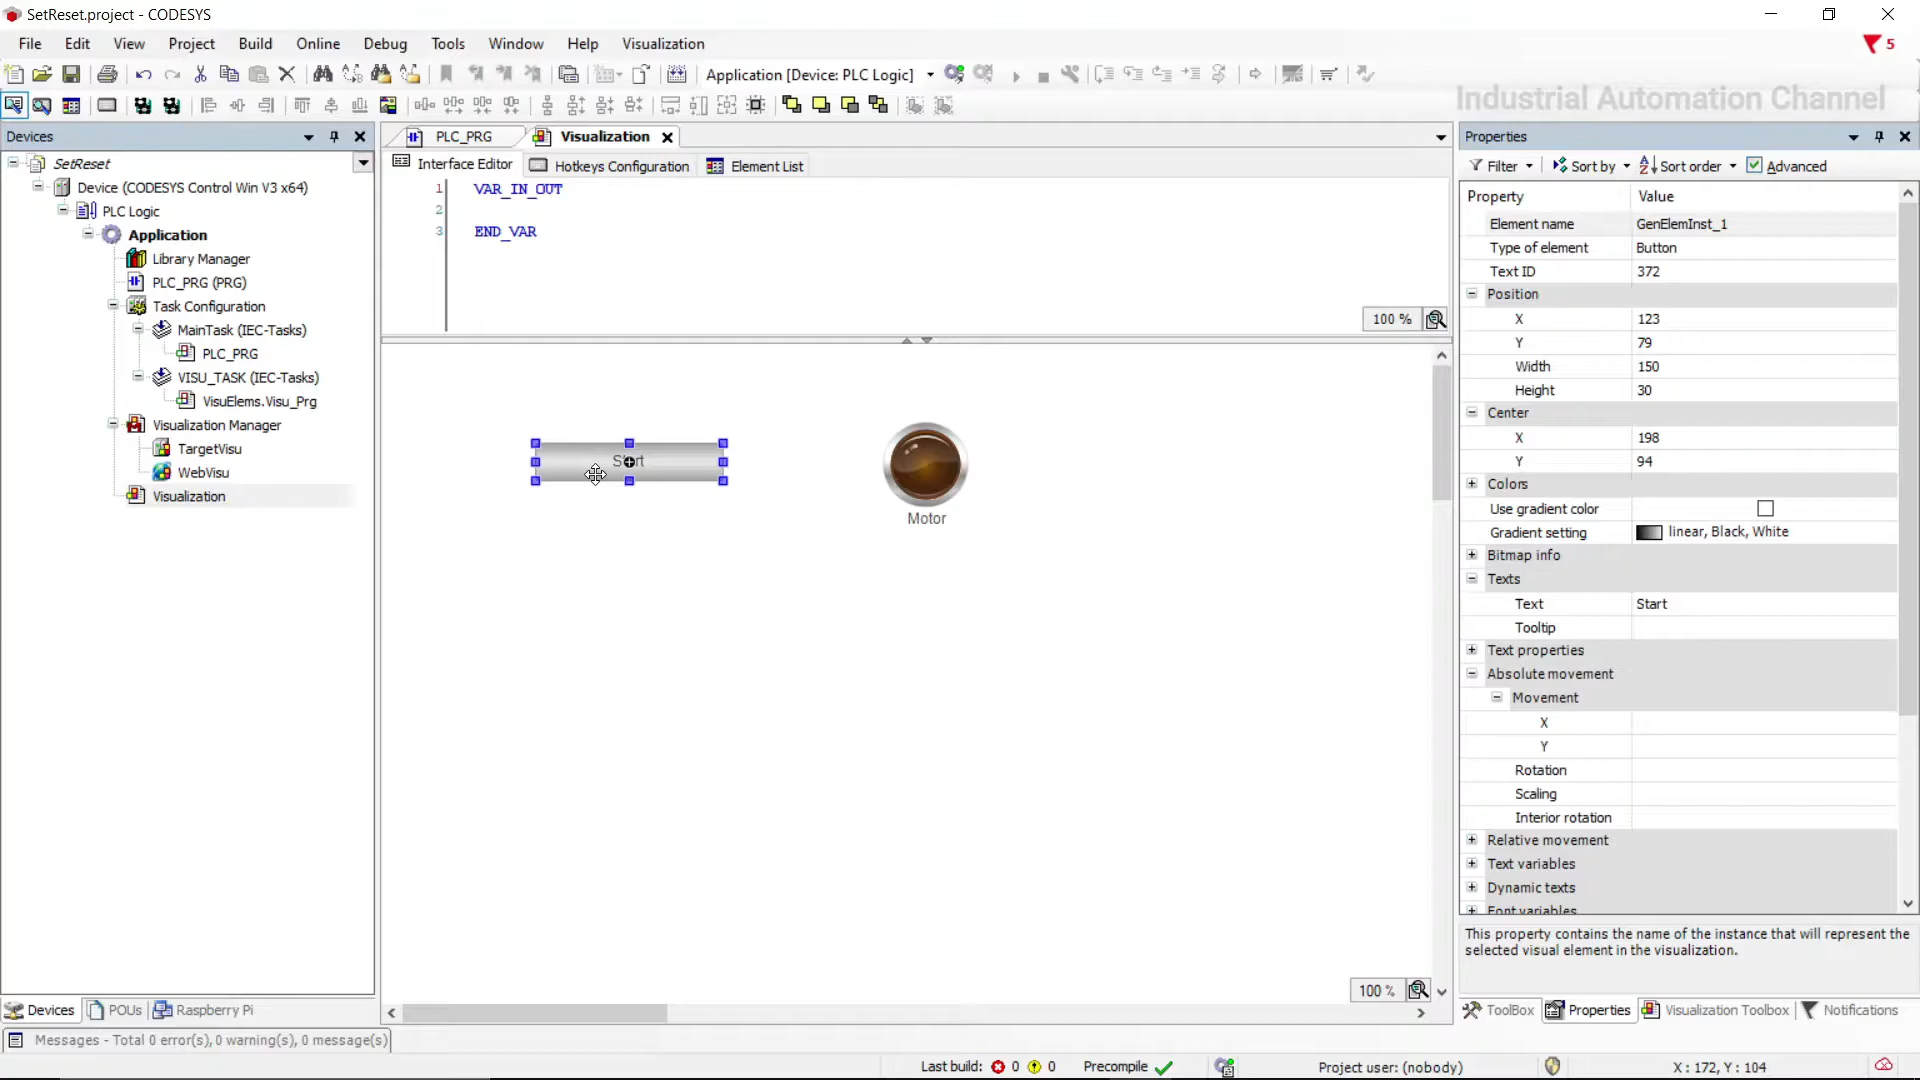 SetReset.project - CODESYS
File Edit View Project Build Online Debug Tools Window Help Visualization
5
Application [Device: PLC Logic]
Industrial Automation Channel
Devices
SetReset
Device (CODESYS Control Win V3 x64)
PLC Logic
Application
Library Manager
PLC_PRG (PRG)
Task Configuration
MainTask (IEC-Tasks)
PLC_PRG
VISU_TASK (IEC-Tasks)
VisuElems.Visu_Prg
Visualization Manager
TargetVisu
WebVisu
Visualization
Devices POUs Raspberry Pi
PLC_PRG Visualization
Interface Editor Hotkeys Configuration Element List
1 VAR_IN_OUT
2
3 END_VAR
100 %
Start
Motor
100 %
Properties
Filter Sort by Sort order Advanced
Property Value
Element name GenElemInst_1
Type of element Button
Text ID 372
Position
X 123
Y 79
Width 150
Height 30
Center
X 198
Y 94
Colors
Use gradient color
Gradient setting linear, Black, White
Bitmap info
Texts
Text Start
Tooltip
Text properties
Absolute movement
Movement
X
Y
Rotation
Scaling
Interior rotation
Relative movement
Text variables
Dynamic texts
Font variables
This property contains the name of the instance that will represent the
selected visual element in the visualization.
ToolBox Properties Visualization Toolbox Notifications
Messages - Total 0 error(s), 0 warning(s), 0 message(s)
Last build: 0 0 Precompile Project user: (nobody) X : 172, Y : 104